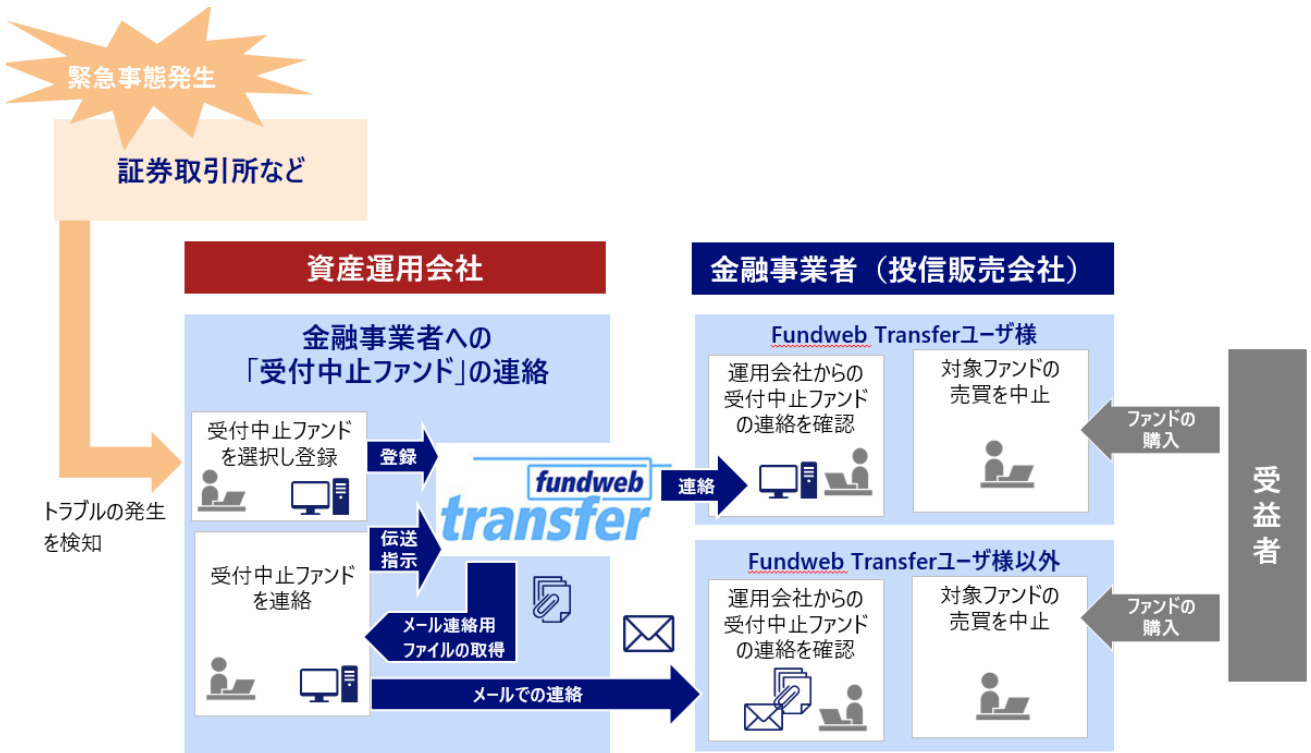 緊急事態発生
証券取引所など
トラブルの発生
を検知
資産運用会社
金融事業者への
「受付中止ファンド」の連絡
受付中止ファンド
を選択し登録
登録
fundweb
transfer
伝送
指示
受付中止ファンド
を連絡
メール連絡用
ファイルの取得
メールでの連絡
連絡
金融事業者（投信販売会社）
Fundweb Transferユーザ様
運用会社からの
受付中止ファンド
の連絡を確認
対象ファンドの
売買を中止
Fundweb Transferユーザ様以外
運用会社からの
受付中止ファンド
の連絡を確認
対象ファンドの
売買を中止
ファンドの
購入
ファンドの
購入
受益者